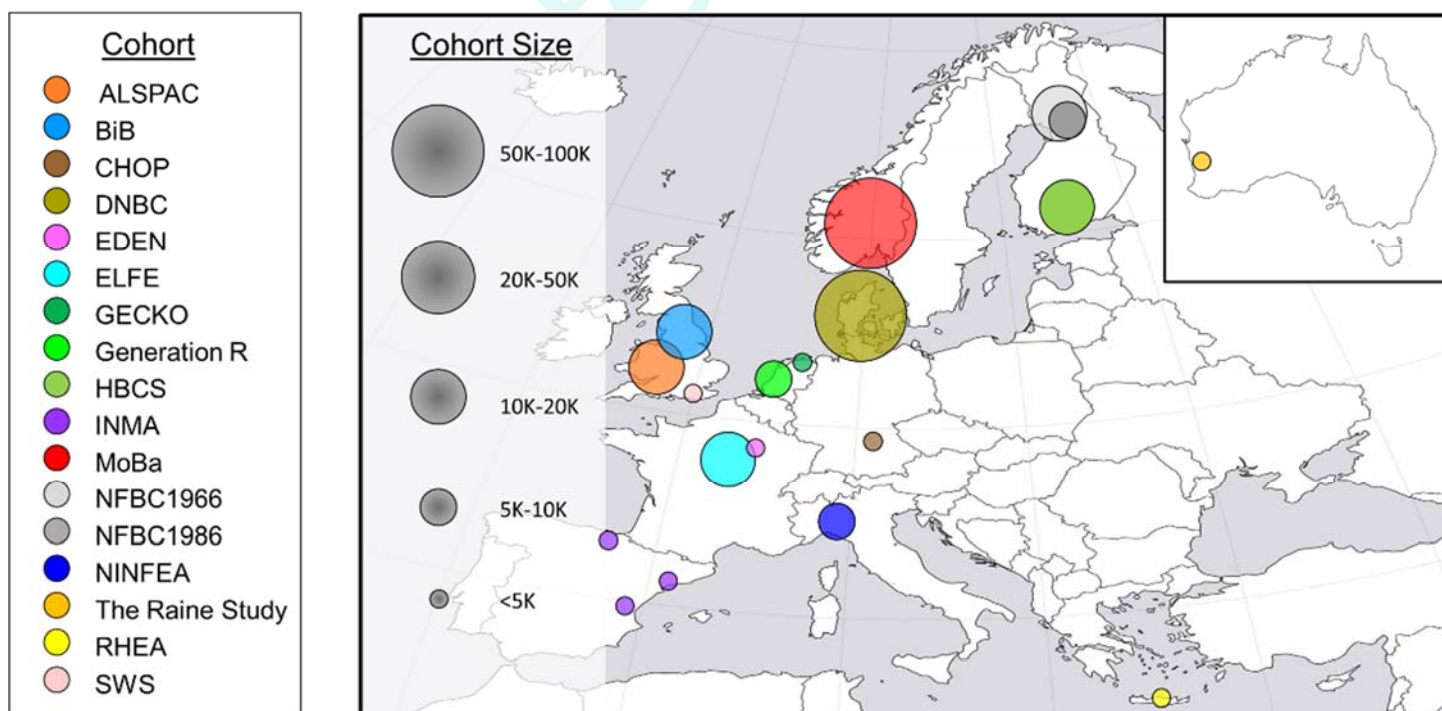 Cohort
ALSPAC
BiB
CHOP
DNBC
EDEN
ELFE
GECKO
Generation R
HBCS
INMA
MoBa
NFBC1966
NFBC1986
NINFEA
The Raine Study
RHEA
SWS
Cohort Size
50K-100K
20K-50K
10K-20K
5K-10K
<5K